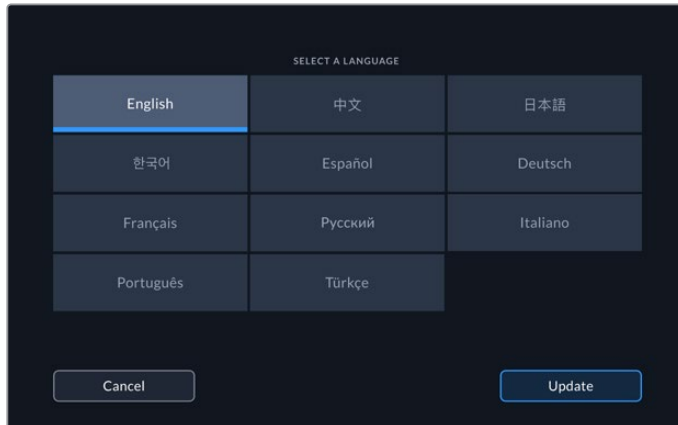 SELECT A LANGUAGE
English
中文
日本語
한국어
Español
Deutsch
Français
Русский
Italiano
Português
Türkçe
Cancel
Update